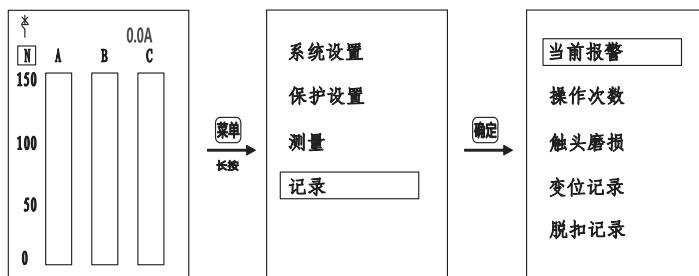 0.0A
N A B C
150
100
50
0
菜单
长按
系统设置
保护设置
测量
记录
确定
当前报警
操作次数
触头磨损
变位记录
脱扣记录